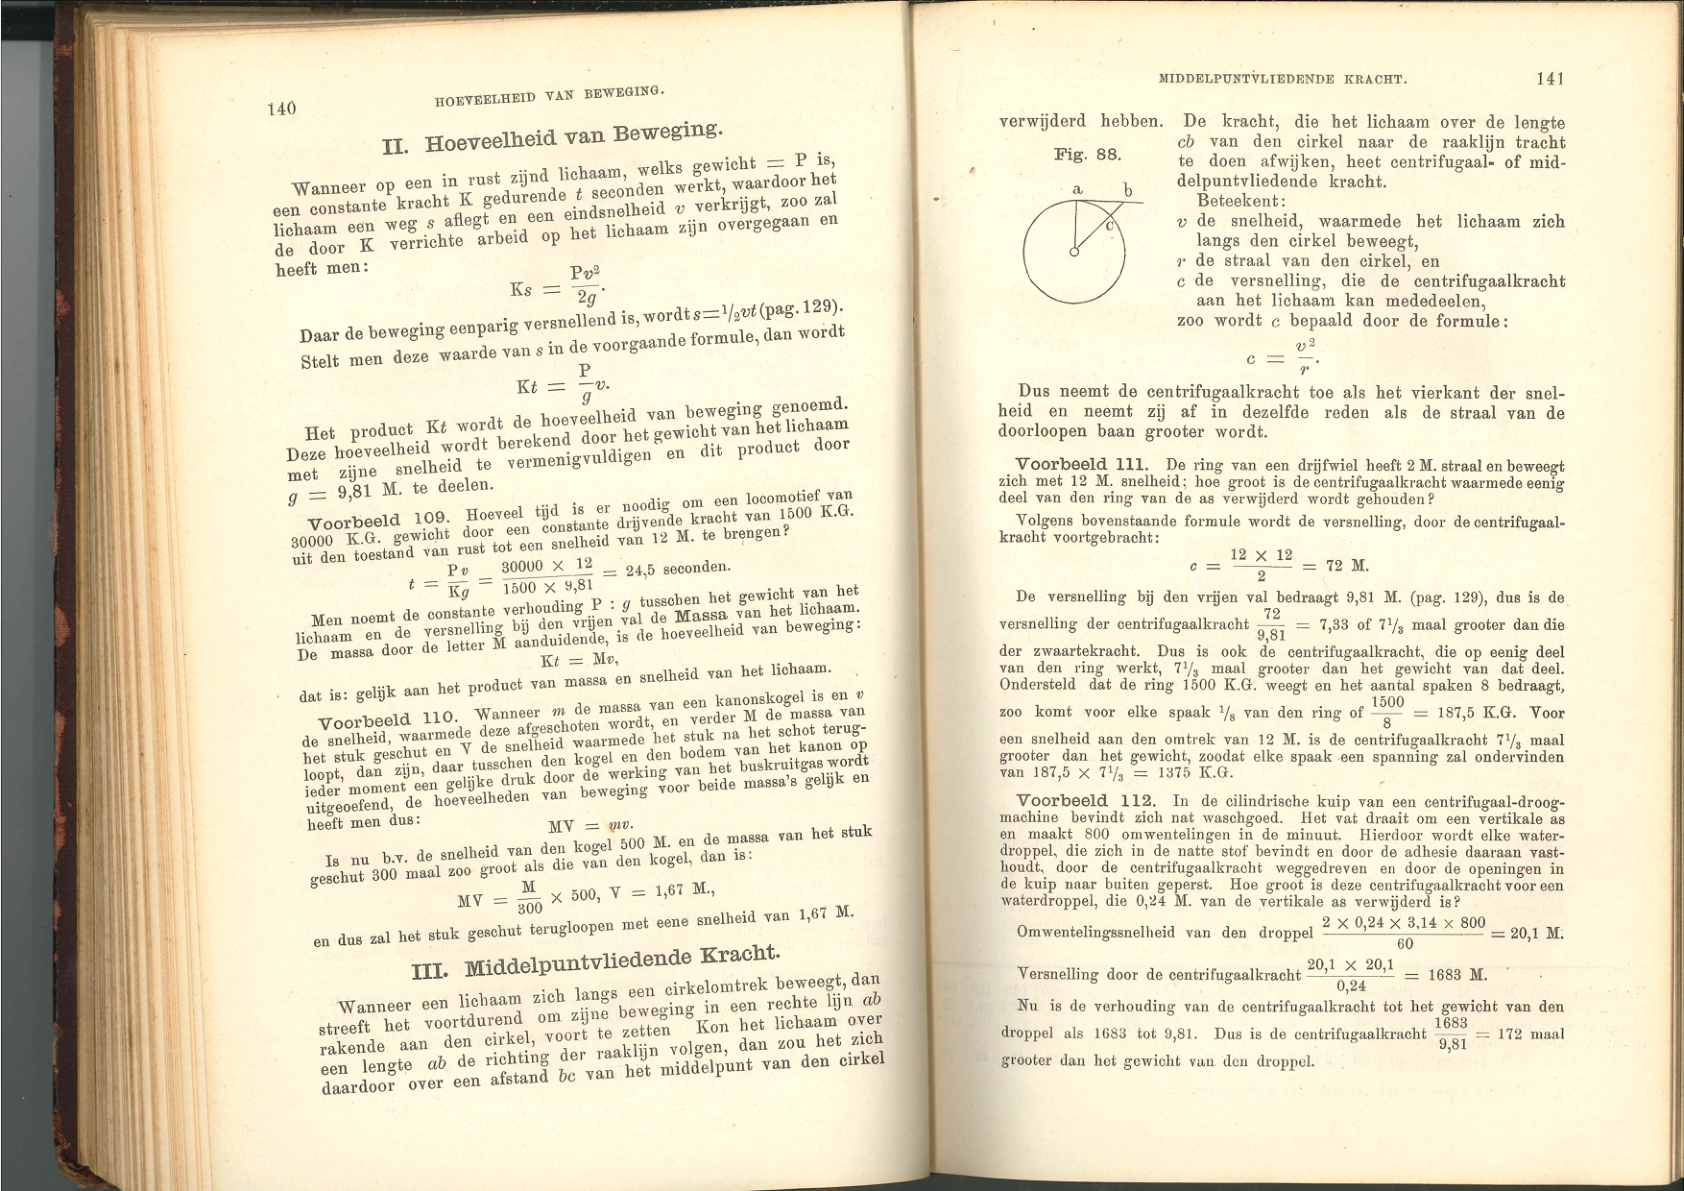 140
HOEVEELHEID VAN BEWEGING.
II. Hoeveelheid van Beweging.
Wanneer op een in rust zijnd lichaam, welks gewicht = P is,
een constante kracht K gedurende t seconden werkt, waardoor het
lichaam een weg s aflegt en een eindsnelheid v verkrijgt, zoo zal
de door K verrichte arbeid op het lichaam zijn overgegaan en
heeft men:
Ks = Pv²/2g.
Daar de beweging eenparig versnellend is, wordt s=1/2vt (pag. 129).
Stelt men deze waarde van s in de voorgaande formule, dan wordt
Kt = P/g v.
Het product Kt wordt de hoeveelheid van beweging genoemd.
Deze hoeveelheid wordt berekend door het gewicht van het lichaam
met zijne snelheid te vermenigvuldigen en dit product door
g = 9,81 M. te deelen.
Voorbeeld 109. Hoeveel tijd is er noodig om een locomotief van
30000 K.G. gewicht door een constante drijvende kracht van 1500 K.G.
uit den toestand van rust tot een snelheid van 12 M. te brengen?
t = Pv/Kg = 30000 × 12/1500 × 9,81 = 24,5 seconden.
Men noemt de constante verhouding P : g tusschen het gewicht van het
lichaam en de versnelling bij den vrijen val de Massa van het lichaam.
De massa door de letter M aanduidende, is de hoeveelheid van beweging:
Kt = Mv,
dat is: gelijk aan het product van massa en snelheid van het lichaam.
Voorbeeld 110. Wanneer m de massa van een kanonskogel is en v
de snelheid, waarmede deze afgeschoten wordt, en verder M de massa van
het stuk geschut en V de snelheid waarmede het stuk na het schot terug-
loopt, dan zijn, daar tusschen den kogel en den bodem van het kanon op
ieder moment een gelijke druk door de werking van het buskruitgas wordt
uitgeoefend, de hoeveelheden van beweging voor beide massa's gelijk en
heeft men dus:
MV = mv.
Is nu b.v. de snelheid van den kogel 500 M. en de massa van het stuk
geschut 300 maal zoo groot als die van den kogel, dan is:
MV = M/300 × 500, V = 1,67 M.,
en dus zal het stuk geschut terugloopen met eene snelheid van 1,67 M.
III. Middelpuntvliedende Kracht.
Wanneer een lichaam zich langs een cirkelomtrek beweegt, dan
streeft het voortdurend om zijne beweging in een rechte lijn ab
rakende aan den cirkel, voort te zetten Kon het lichaam over
een lengte ab de richting der raaklijn volgen, dan zou het zich
daardoor over een afstand bc van het middelpunt van den cirkel
MIDDELPUNTVLIEDENDE KRACHT.
141
verwijderd hebben. De kracht, die het lichaam over de lengte
cb van den cirkel naar de raaklijn tracht
te doen afwijken, heet centrifugaal- of mid-
delpuntvliedende kracht.
Fig. 88.
a b
c
Beteekent:
v de snelheid, waarmede het lichaam zich
langs den cirkel beweegt,
r de straal van den cirkel, en
c de versnelling, die de centrifugaalkracht
aan het lichaam kan mededeelen,
zoo wordt c bepaald door de formule:
c = v²/r.
Dus neemt de centrifugaalkracht toe als het vierkant der snel-
heid en neemt zij af in dezelfde reden als de straal van de
doorloopen baan grooter wordt.
Voorbeeld 111. De ring van een drijfwiel heeft 2 M. straal en beweegt
zich met 12 M. snelheid; hoe groot is de centrifugaalkracht waarmede eenig
deel van den ring van de as verwijderd wordt gehouden?
Volgens bovenstaande formule wordt de versnelling, door de centrifugaal-
kracht voortgebracht:
c = 12 × 12/2 = 72 M.
De versnelling bij den vrijen val bedraagt 9,81 M. (pag. 129), dus is de
versnelling der centrifugaalkracht 72/9,81 = 7,33 of 7 1/3 maal grooter dan die
der zwaartekracht. Dus is ook de centrifugaalkracht, die op eenig deel
van den ring werkt, 7 1/3 maal grooter dan het gewicht van dat deel.
Ondersteld dat de ring 1500 K.G. weegt en het aantal spaken 8 bedraagt,
zoo komt voor elke spaak 1/8 van den ring of 1500/8 = 187,5 K.G. Voor
een snelheid aan den omtrek van 12 M. is de centrifugaalkracht 7 1/3 maal
grooter dan het gewicht, zoodat elke spaak een spanning zal ondervinden
van 187,5 × 7 1/3 = 1375 K.G.
Voorbeeld 112. In de cilindrische kuip van een centrifugaal-droog-
machine bevindt zich nat waschgoed. Het vat draait om een vertikale as
en maakt 800 omwentelingen in de minuut. Hierdoor wordt elke water-
droppel, die zich in de natte stof bevindt en door de adhesie daaraan vast-
houdt, door de centrifugaalkracht weggedreven en door de openingen in
de kuip naar buiten geperst. Hoe groot is deze centrifugaalkracht voor een
waterdroppel, die 0,24 M. van de vertikale as verwijderd is?
Omwentelingssnelheid van den droppel 2 × 0,24 × 3,14 × 800/60 = 20,1 M.
Versnelling door de centrifugaalkracht 20,1 × 20,1/0,24 = 1683 M.
Nu is de verhouding van de centrifugaalkracht tot het gewicht van den
droppel als 1683 tot 9,81. Dus is de centrifugaalkracht 1683/9,81 = 172 maal
grooter dan het gewicht van den droppel.